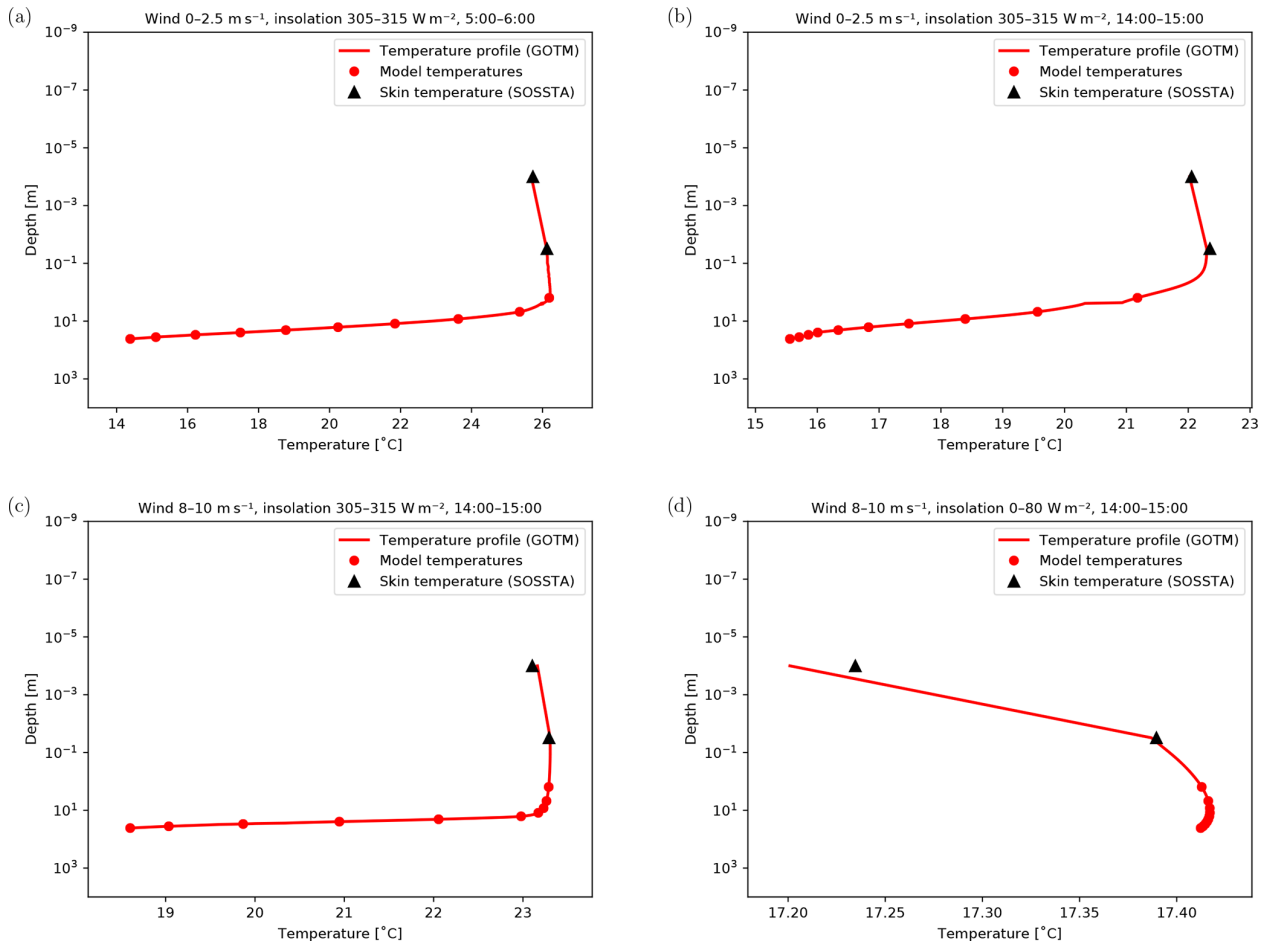 (a)
Wind 0–2.5 m s⁻¹, insolation 305–315 W m⁻², 5:00–6:00
Temperature profile (GOTM)
Model temperatures
Skin temperature (SOSSTA)
10⁻⁹
10⁻⁷
10⁻⁵
10⁻³
10⁻¹
10¹
10³
Depth [m]
14 16 18 20 22 24 26
Temperature [˚C]
(b)
Wind 0–2.5 m s⁻¹, insolation 305–315 W m⁻², 14:00–15:00
Temperature profile (GOTM)
Model temperatures
Skin temperature (SOSSTA)
10⁻⁹
10⁻⁷
10⁻⁵
10⁻³
10⁻¹
10¹
10³
Depth [m]
15 16 17 18 19 20 21 22 23
Temperature [˚C]
(c)
Wind 8–10 m s⁻¹, insolation 305–315 W m⁻², 14:00–15:00
Temperature profile (GOTM)
Model temperatures
Skin temperature (SOSSTA)
10⁻⁹
10⁻⁷
10⁻⁵
10⁻³
10⁻¹
10¹
10³
Depth [m]
19 20 21 22 23
Temperature [˚C]
(d)
Wind 8–10 m s⁻¹, insolation 0–80 W m⁻², 14:00–15:00
Temperature profile (GOTM)
Model temperatures
Skin temperature (SOSSTA)
10⁻⁹
10⁻⁷
10⁻⁵
10⁻³
10⁻¹
10¹
10³
Depth [m]
17.20 17.25 17.30 17.35 17.40
Temperature [˚C]